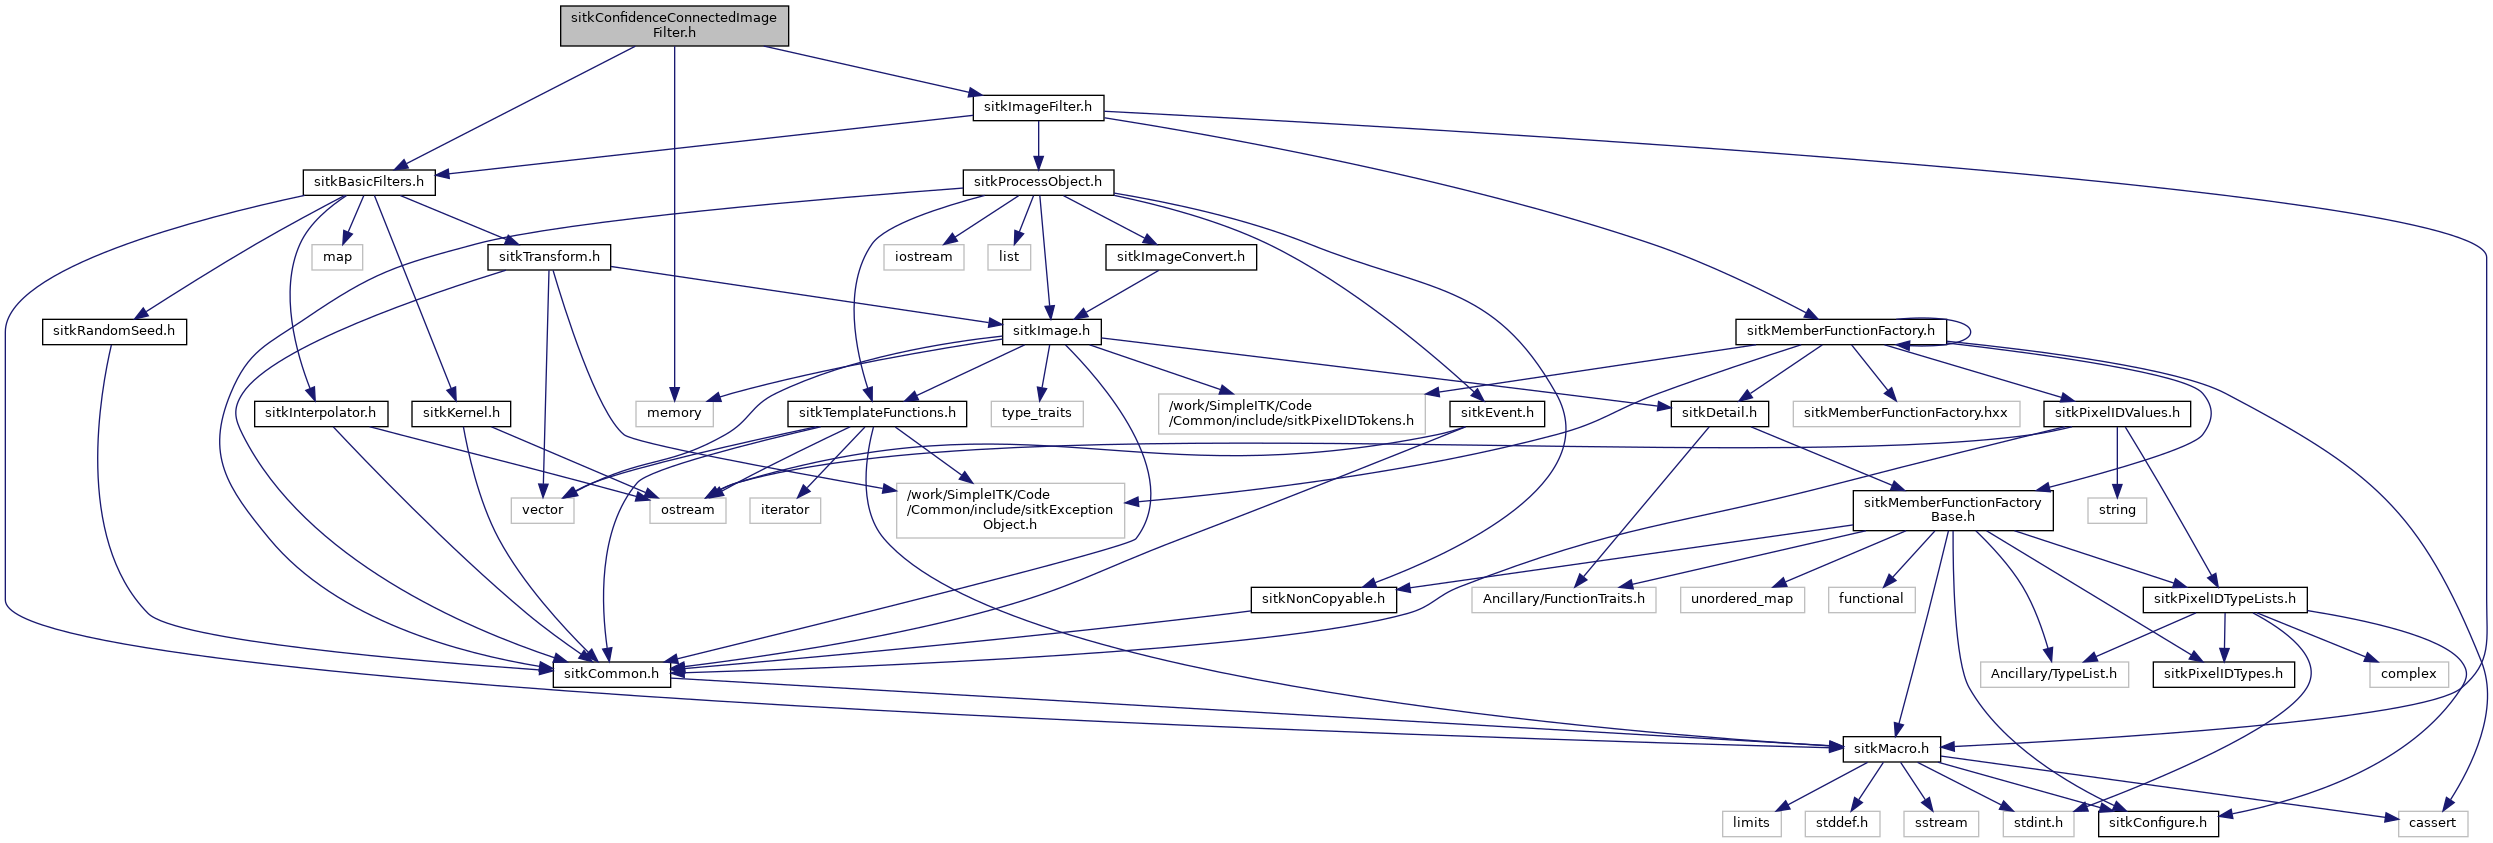 sitkConfidenceConnectedImage
Filter.h
sitkImageFilter.h
sitkBasicFilters.h
sitkProcessObject.h
map
sitkTransform.h
iostream
list
sitkImageConvert.h
sitkRandomSeed.h
sitkImage.h
sitkMemberFunctionFactory.h
sitkInterpolator.h
sitkKernel.h
memory
sitkTemplateFunctions.h
type_traits
/work/SimpleITK/Code
/Common/include/sitkPixelIDTokens.h
sitkEvent.h
sitkDetail.h
sitkMemberFunctionFactory.hxx
sitkPixelIDValues.h
vector
ostream
iterator
/work/SimpleITK/Code
/Common/include/sitkException
Object.h
sitkMemberFunctionFactory
Base.h
string
sitkNonCopyable.h
Ancillary/FunctionTraits.h
unordered_map
functional
sitkPixelIDTypeLists.h
sitkCommon.h
Ancillary/TypeList.h
sitkPixelIDTypes.h
complex
sitkMacro.h
limits
stddef.h
sstream
stdint.h
sitkConfigure.h
cassert